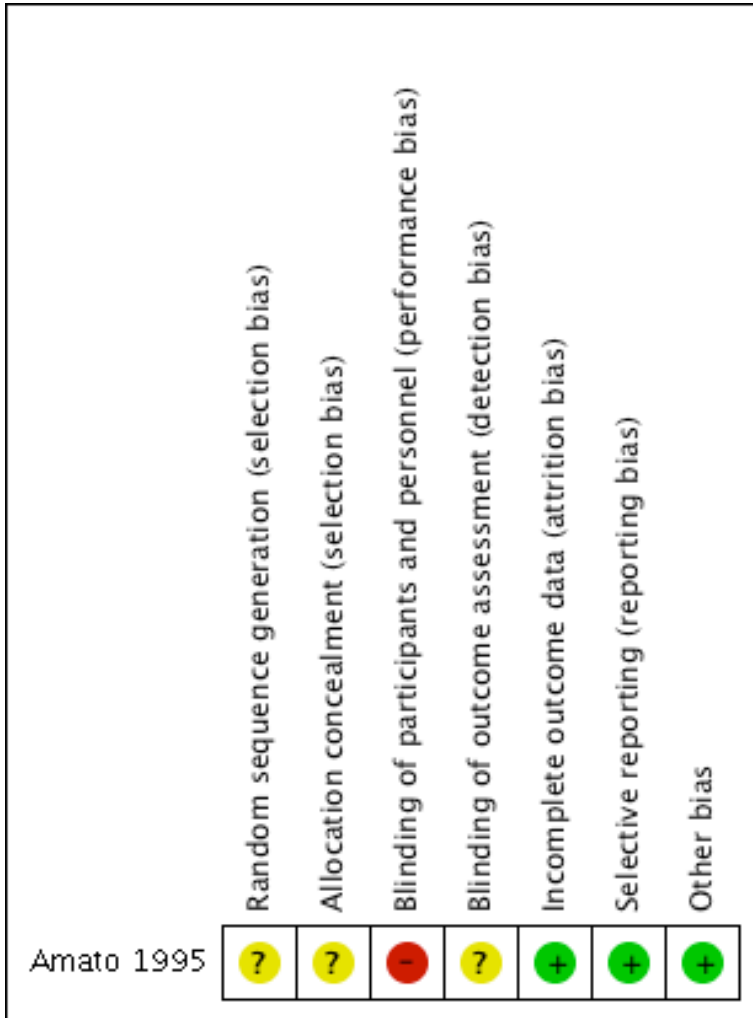 Random sequence generation (selection bias)
Allocation concealment (selection bias)
Blinding of participants and personnel (performance bias)
Blinding of outcome assessment (detection bias)
Incomplete outcome data (attrition bias)
Selective reporting (reporting bias)
Other bias
Amato 1995 ? ? - ? + + +